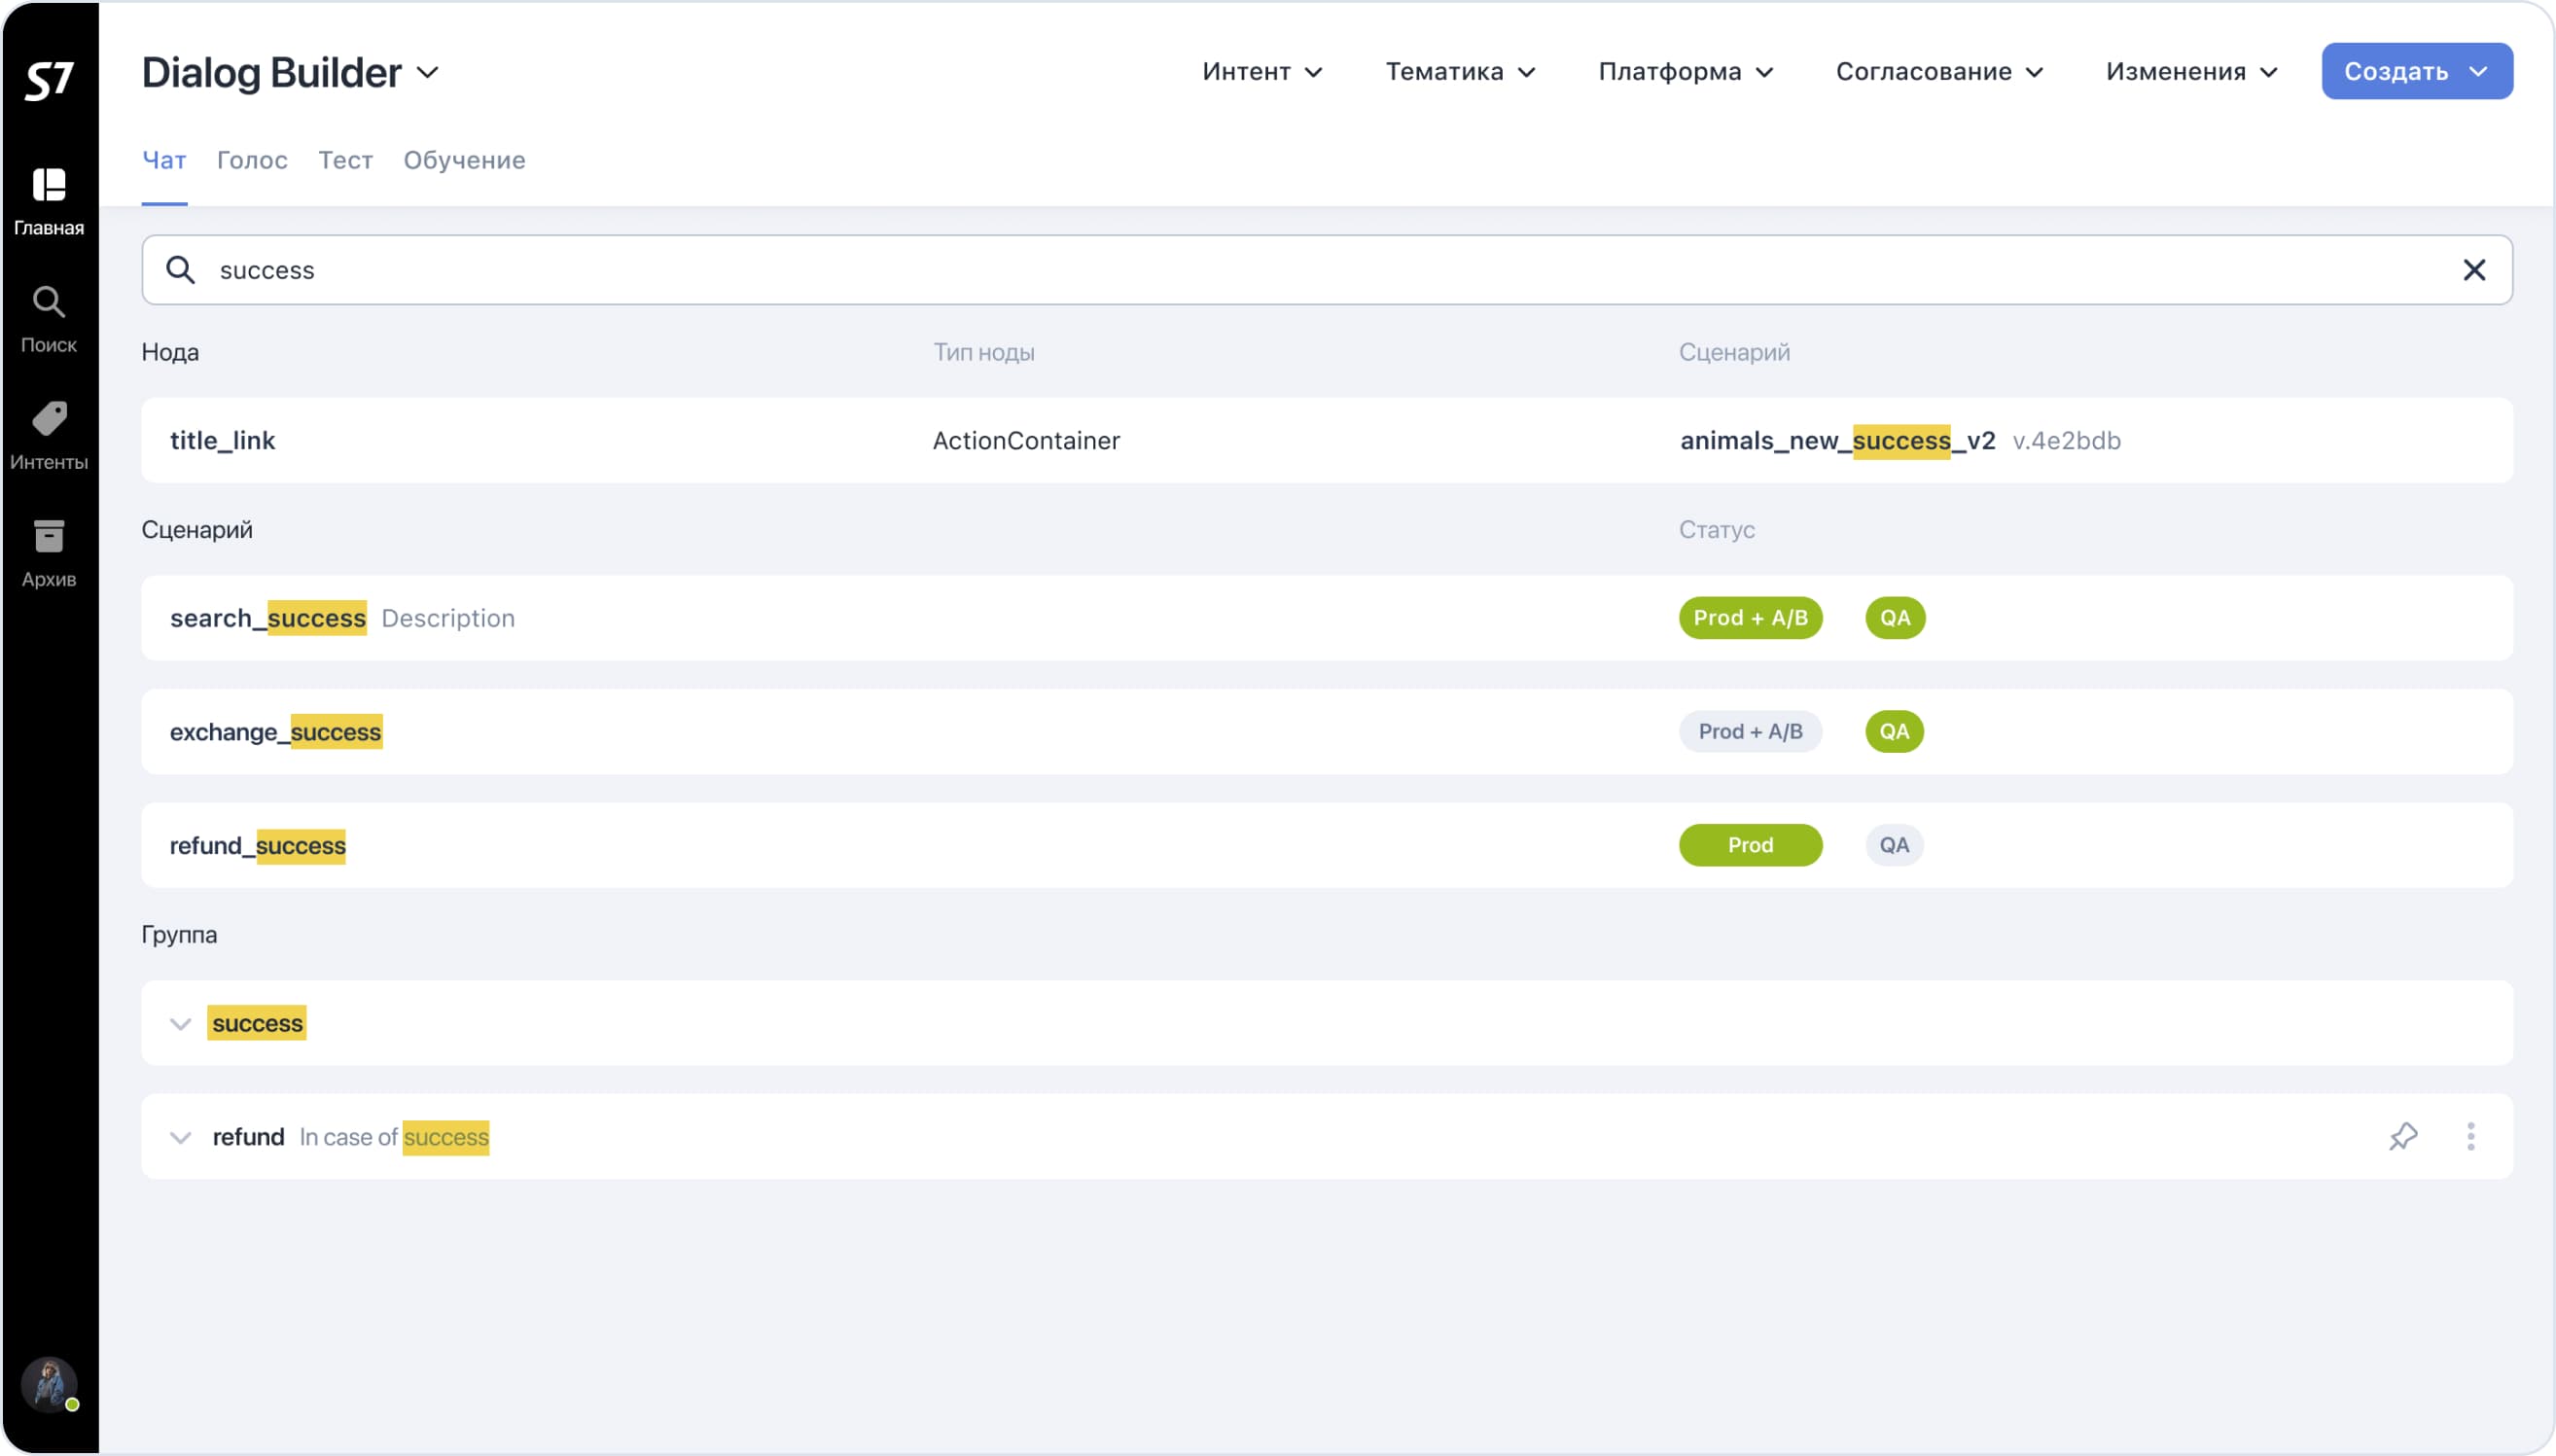 S7
Главная
Поиск
Интенты
Архив
Dialog Builder
Интент Тематика Платформа Согласование Изменения Создать
Чат Голос Тест Обучение
success
Нода Тип ноды Сценарий
title_link ActionContainer animals_new_success_v2 v.4e2bdb
Сценарий Статус
search_success Description Prod + A/B QA
exchange_success Prod + A/B QA
refund_success Prod QA
Группа
success
refund In case of success